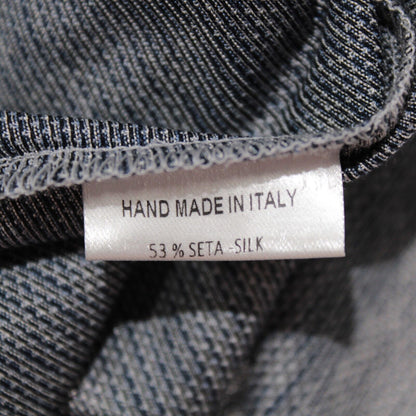 HAND MADE IN ITALY
53 % SETA -SILK